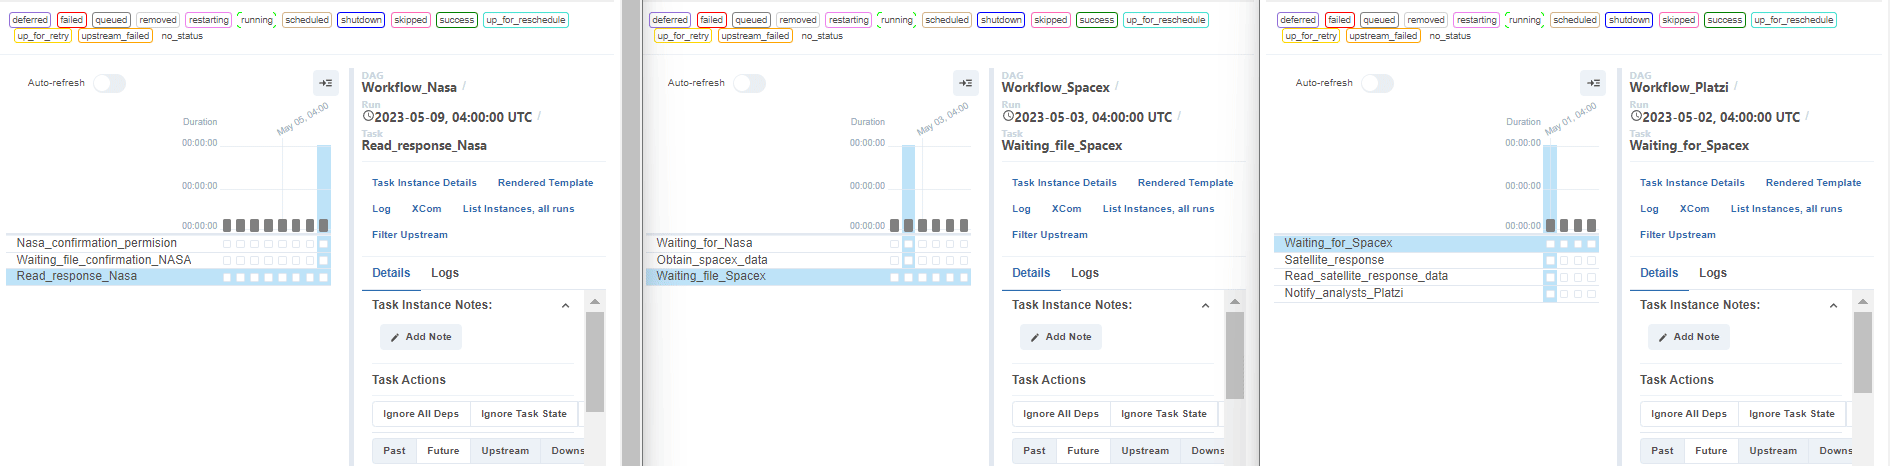 deferred failed queued removed restarting running scheduled shutdown skipped success up_for_reschedule
up_for_retry upstream_failed no_status
Auto-refresh
Duration
May 05, 04:00
00:00:00
00:00:00
00:00:00
Nasa_confirmation_permision
Waiting_file_confirmation_NASA
Read_response_Nasa
DAG
Workflow_Nasa /
Run
2023-05-09, 04:00:00 UTC /
Task
Read_response_Nasa
Task Instance Details Rendered Template
Log XCom List Instances, all runs
Filter Upstream
Details Logs
Task Instance Notes:
Add Note
Task Actions
Ignore All Deps Ignore Task State
Past Future Upstream Downs
deferred failed queued removed restarting running scheduled shutdown skipped success up_for_reschedule
up_for_retry upstream_failed no_status
Auto-refresh
Duration
May 03, 04:00
00:00:00
00:00:00
00:00:00
Waiting_for_Nasa
Obtain_spacex_data
Waiting_file_Spacex
DAG
Workflow_Spacex /
Run
2023-05-03, 04:00:00 UTC /
Task
Waiting_file_Spacex
Task Instance Details Rendered Template
Log XCom List Instances, all runs
Filter Upstream
Details Logs
Task Instance Notes:
Add Note
Task Actions
Ignore All Deps Ignore Task State
Past Future Upstream Downs
deferred failed queued removed restarting running scheduled shutdown skipped success up_for_reschedule
up_for_retry upstream_failed no_status
Auto-refresh
Duration
May 01, 04:00
00:00:00
00:00:00
00:00:00
Waiting_for_Spacex
Satellite_response
Read_satellite_response_data
Notify_analysts_Platzi
DAG
Workflow_Platzi /
Run
2023-05-02, 04:00:00 UTC /
Task
Waiting_for_Spacex
Task Instance Details Rendered Template
Log XCom List Instances, all runs
Filter Upstream
Details Logs
Task Instance Notes:
Add Note
Task Actions
Ignore All Deps Ignore Task State
Past Future Upstream Downs